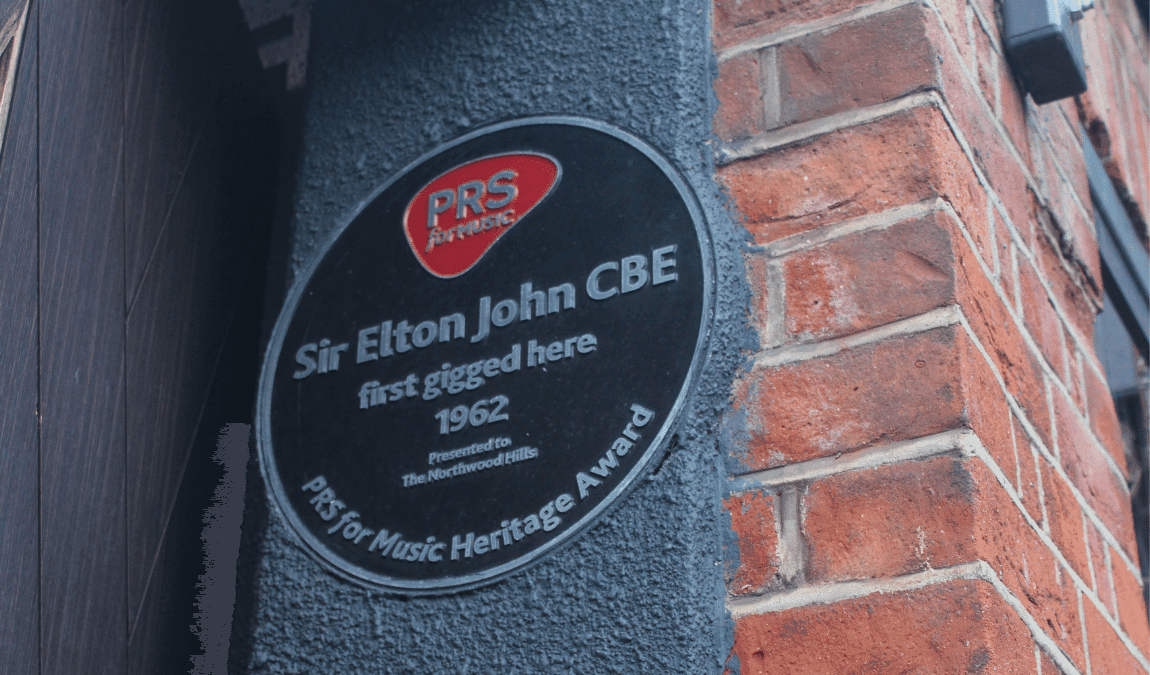 PRS
for MUSIC
Sir Elton John CBE
first gigged here
1962
Presented to
The Northwood Hills
PRS for Music Heritage Award